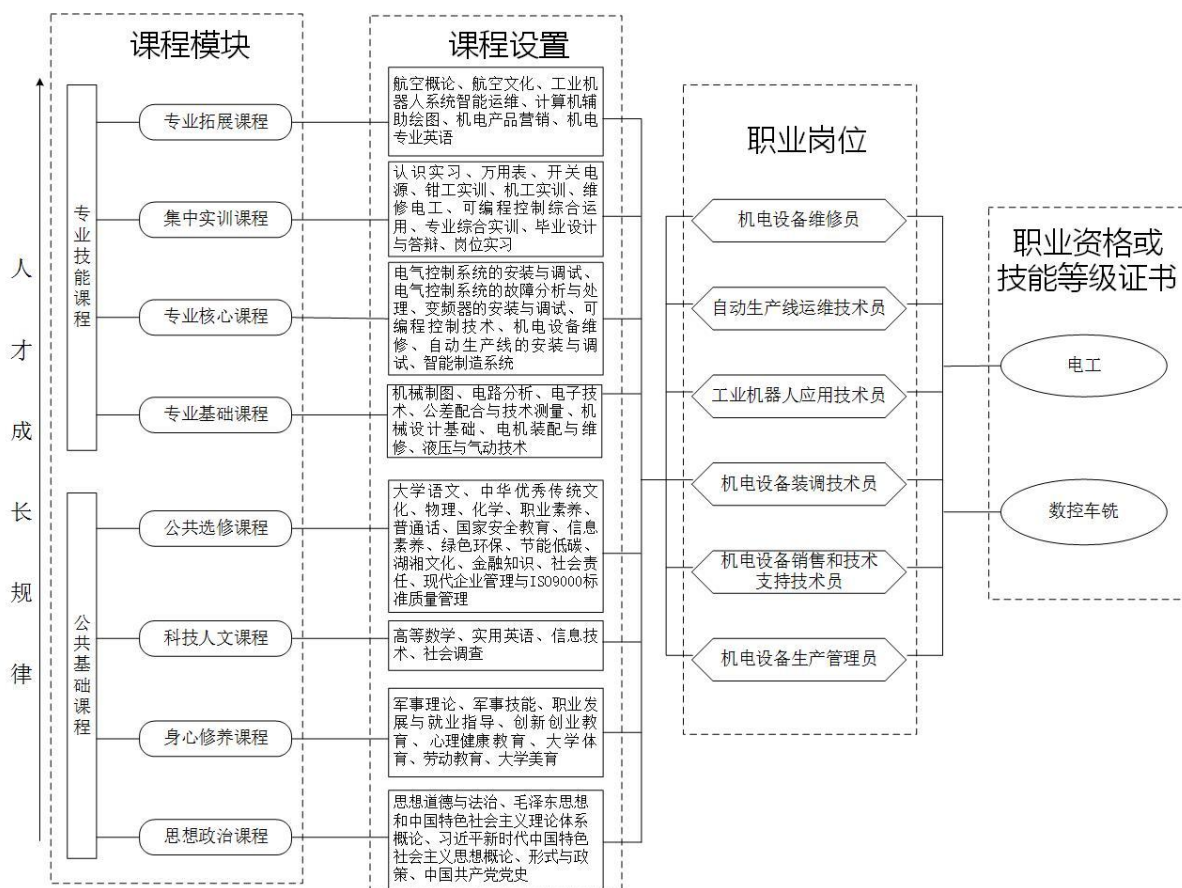 课程模块
课程设置
职业岗位
职业资格或
技能等级证书
人才成长规律
专业技能课程
专业拓展课程
航空概论、航空文化、工业机
器人系统智能运维、计算机辅
助绘图、机电产品营销、机电
专业英语
集中实训课程
认识实习、万用表、开关电
源、钳工实训、机工实训、维
修电工、可编程控制综合运
用、专业综合实训、毕业设计
与答辩、岗位实习
专业核心课程
电气控制系统的安装与调试、
电气控制系统的故障分析与处
理、变频器的安装与调试、可
编程控制技术、机电设备维
修、自动生产线的安装与调
试、智能制造系统
专业基础课程
机械制图、电路分析、电子技
术、公差配合与技术测量、机
械设计基础、电机装配与维
修、液压与气动技术
公共基础课程
公共选修课程
大学语文、中华优秀传统文
化、物理、化学、职业素养、
普通话、国家安全教育、信息
素养、绿色环保、节能低碳、
湖湘文化、金融知识、社会责
任、现代企业管理与ISO9000标
准质量管理
科技人文课程
高等数学、实用英语、信息技
术、社会调查
身心修养课程
军事理论、军事技能、职业发
展与就业指导、创新创业教
育、心理健康教育、大学体
育、劳动教育、大学美育
思想政治课程
思想道德与法治、毛泽东思想
和中国特色社会主义理论体系
概论、习近平新时代中国特色
社会主义思想概论、形式与政
策、中国共产党党史
机电设备维修员
自动生产线运维技术员
工业机器人应用技术员
机电设备装调技术员
机电设备销售和技术
支持技术员
机电设备生产管理员
电工
数控车铣